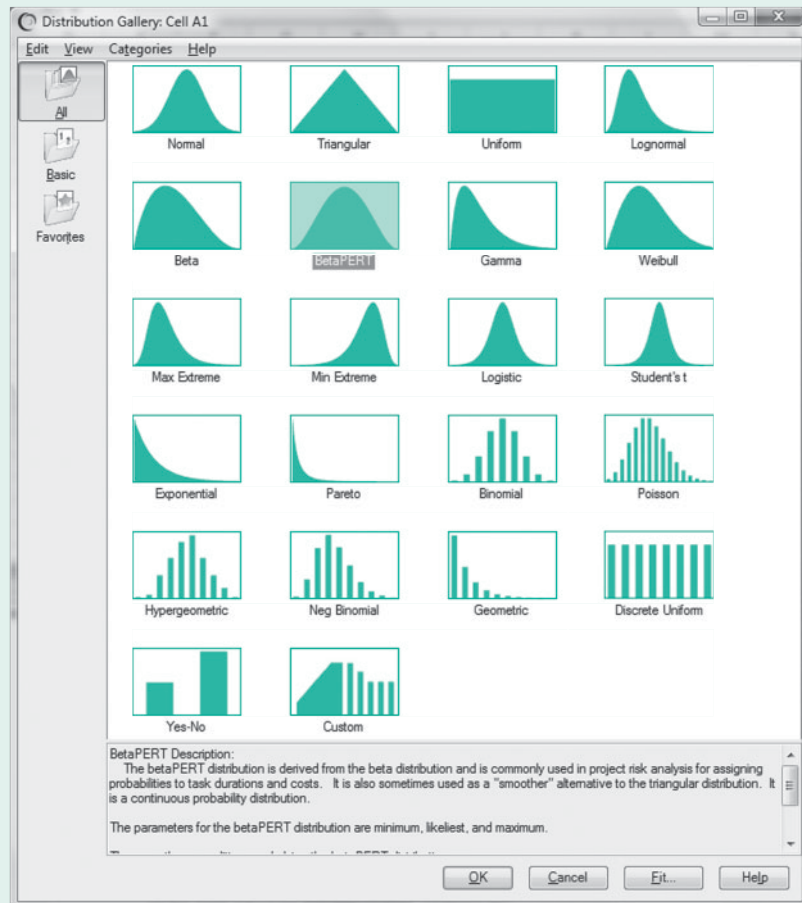 Distribution Gallery: Cell A1
Edit View Categories Help
All
Basic
Favorites
Normal Triangular Uniform Lognormal
Beta BetaPERT Gamma Weibull
Max Extreme Min Extreme Logistic Student's t
Exponential Pareto Binomial Poisson
Hypergeometric Neg Binomial Geometric Discrete Uniform
Yes-No Custom
BetaPERT Description:
The betaPERT distribution is derived from the beta distribution and is commonly used in project risk analysis for assigning
probabilities to task durations and costs. It is also sometimes used as a "smoother" alternative to the triangular distribution. It
is a continuous probability distribution.
The parameters for the betaPERT distribution are minimum, likeliest, and maximum.
OK Cancel Fit... Help